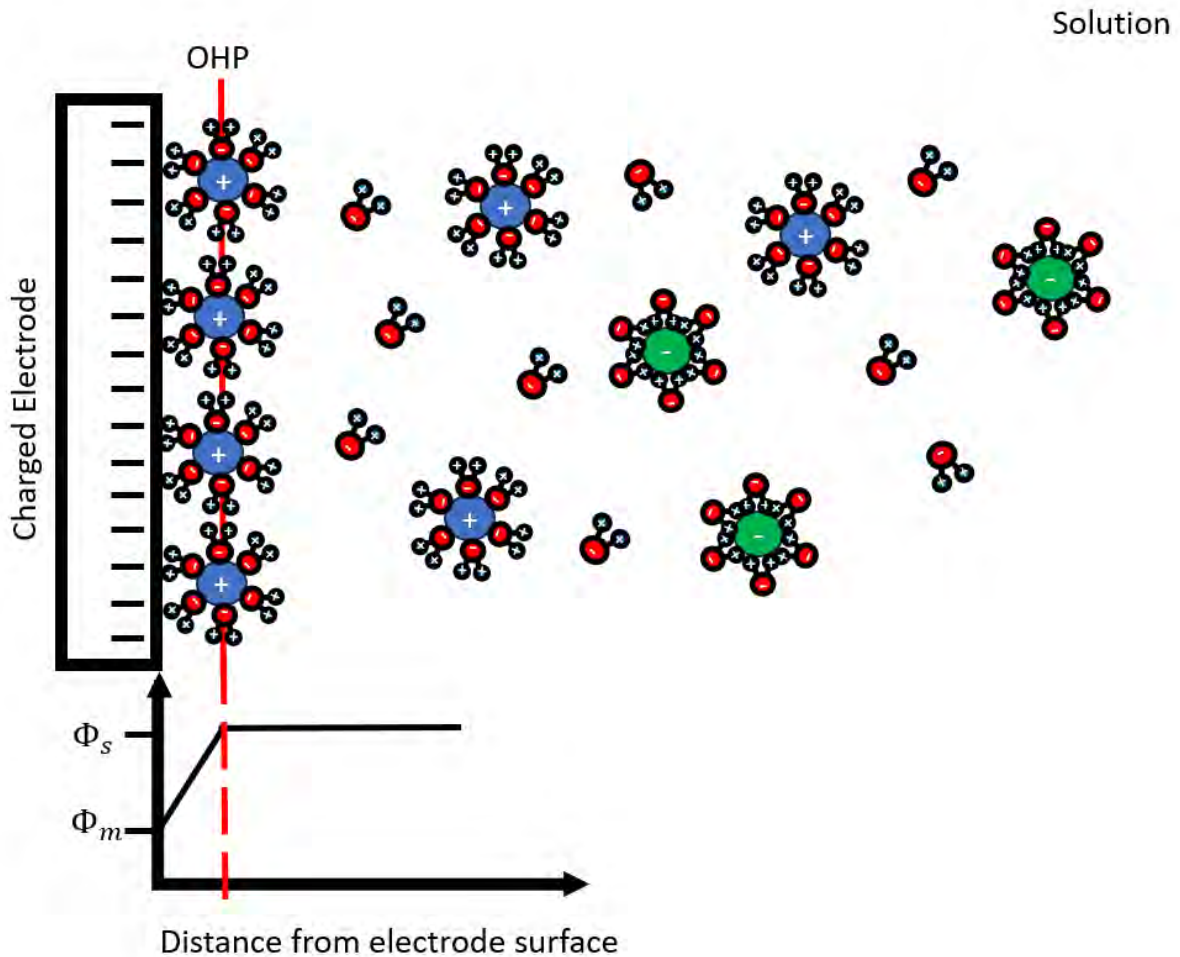 Solution
OHP
Charged Electrode
Φs
Φm
Distance from electrode surface